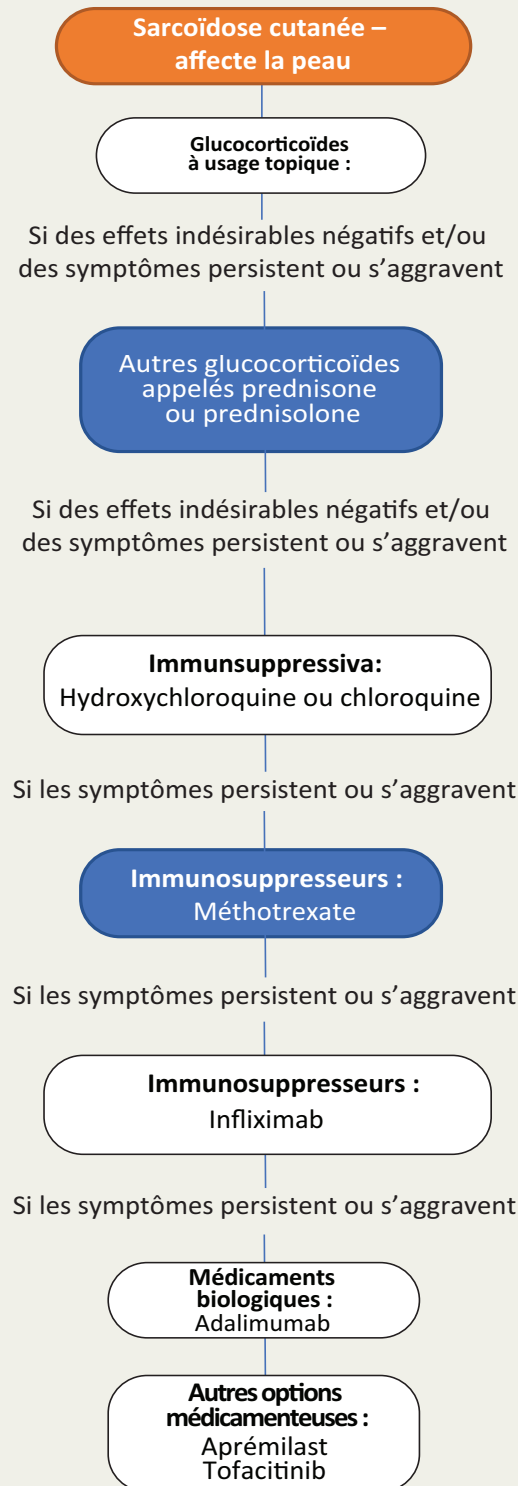 Sarcoïdose cutanée –
affecte la peau
Glucocorticoïdes
à usage topique :
Si des effets indésirables négatifs et/ou
des symptômes persistent ou s’aggravent
Autres glucocorticoïdes
appelés prednisone
ou prednisolone
Si des effets indésirables négatifs et/ou
des symptômes persistent ou s’aggravent
Immunsuppressiva:
Hydroxychloroquine ou chloroquine
Si les symptômes persistent ou s’aggravent
Immunosuppresseurs :
Méthotrexate
Si les symptômes persistent ou s’aggravent
Immunosuppresseurs :
Infliximab
Si les symptômes persistent ou s’aggravent
Médicaments
biologiques :
Adalimumab
Autres options
médicamenteuses :
Aprémilast
Tofacitinib